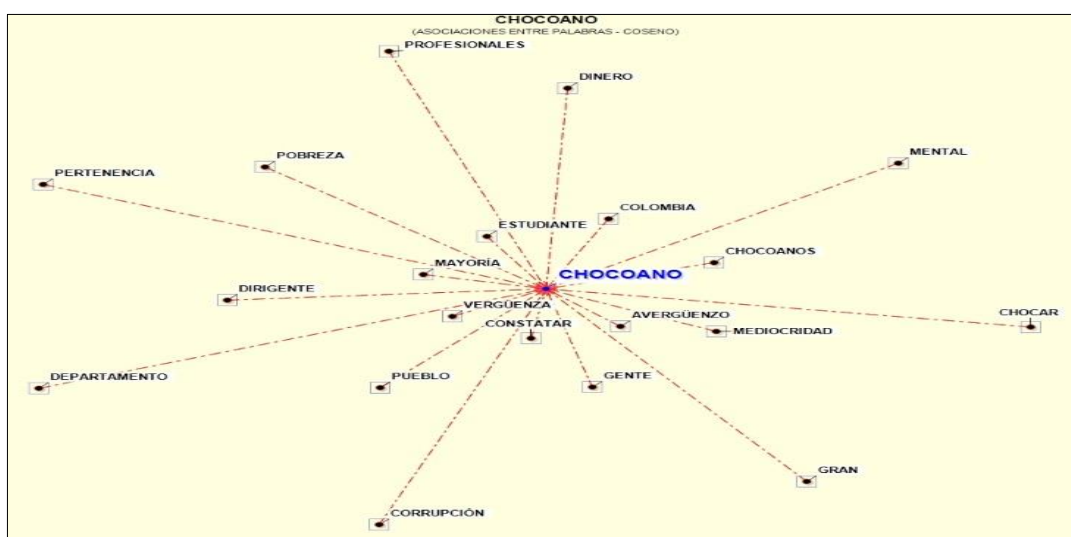 CHOCOANO
(ASOCIACIONES ENTRE PALABRAS - COSENO)
PROFESIONALES
DINERO
POBREZA
MENTAL
PERTENENCIA
COLOMBIA
ESTUDIANTE
CHOCOANOS
MAYORÍA
CHOCOANO
DIRIGENTE
VERGÜENZA
AVERGÜENZO
CHOCAR
CONSTATAR
MEDIOCRIDAD
DEPARTAMENTO
PUEBLO
GENTE
GRAN
CORRUPCIÓN